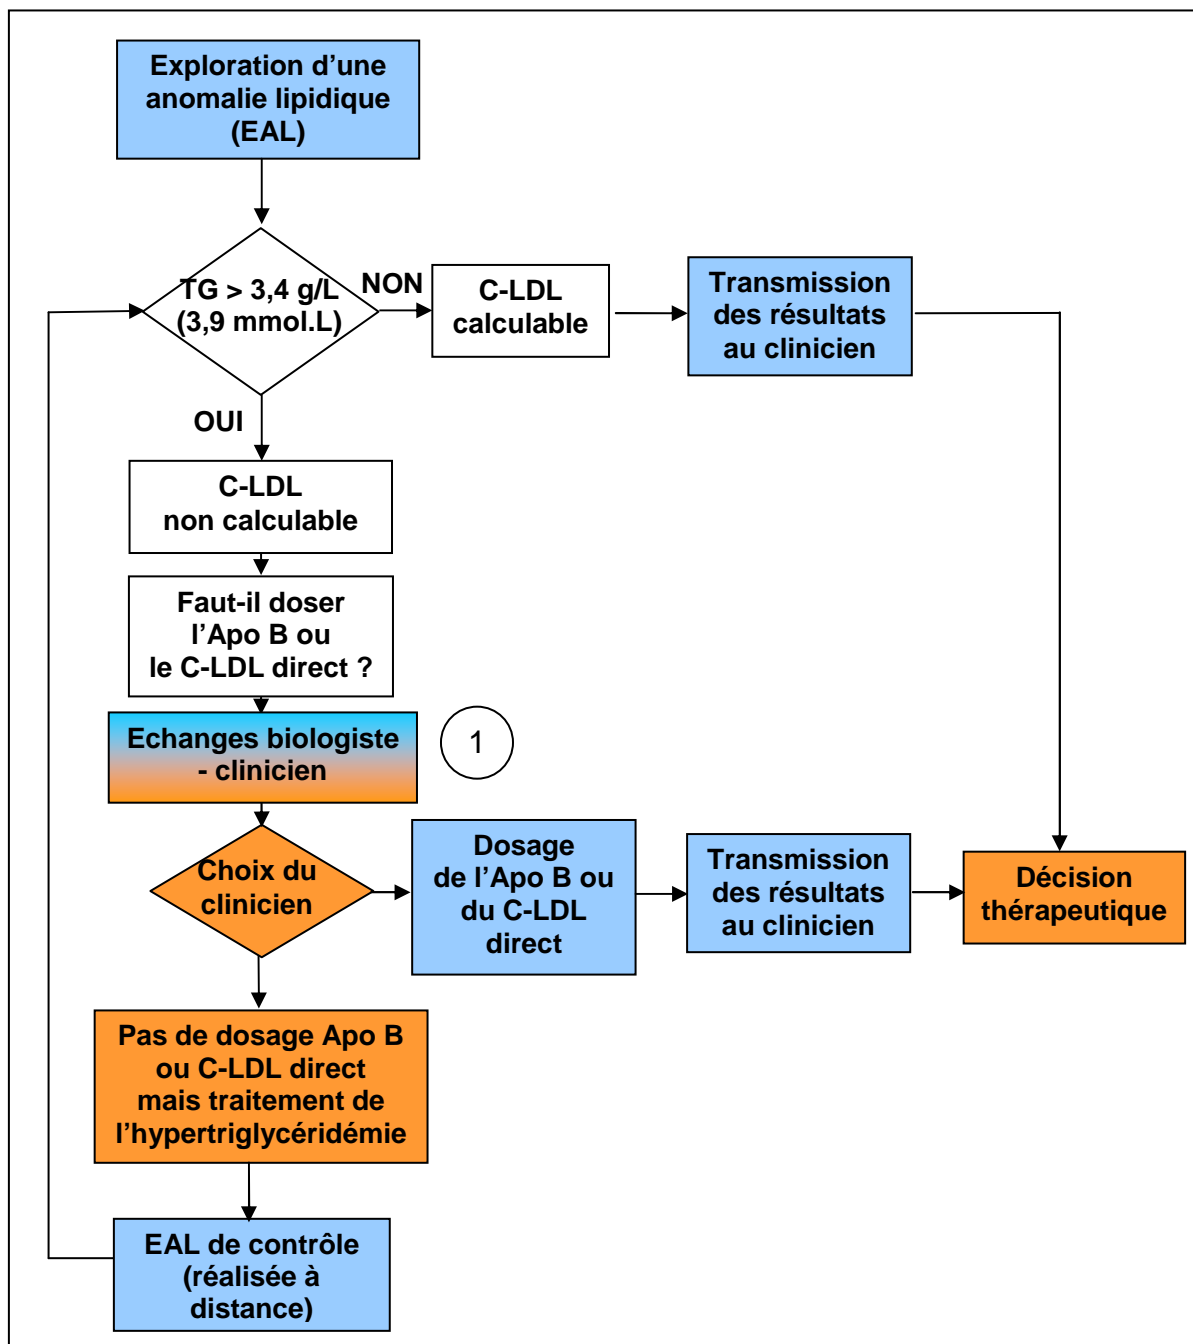 Exploration d'une
anomalie lipidique
(EAL)
TG > 3,4 g/L
(3,9 mmol.L)
NON
C-LDL
calculable
Transmission
des résultats
au clinicien
OUI
C-LDL
non calculable
Faut-il doser
l'Apo B ou
le C-LDL direct ?
Echanges biologiste
- clinicien
1
Choix du
clinicien
Dosage
de l'Apo B ou
du C-LDL
direct
Transmission
des résultats
au clinicien
Décision
thérapeutique
Pas de dosage Apo B
ou C-LDL direct
mais traitement de
l'hypertriglycéridémie
EAL de contrôle
(réalisée à
distance)